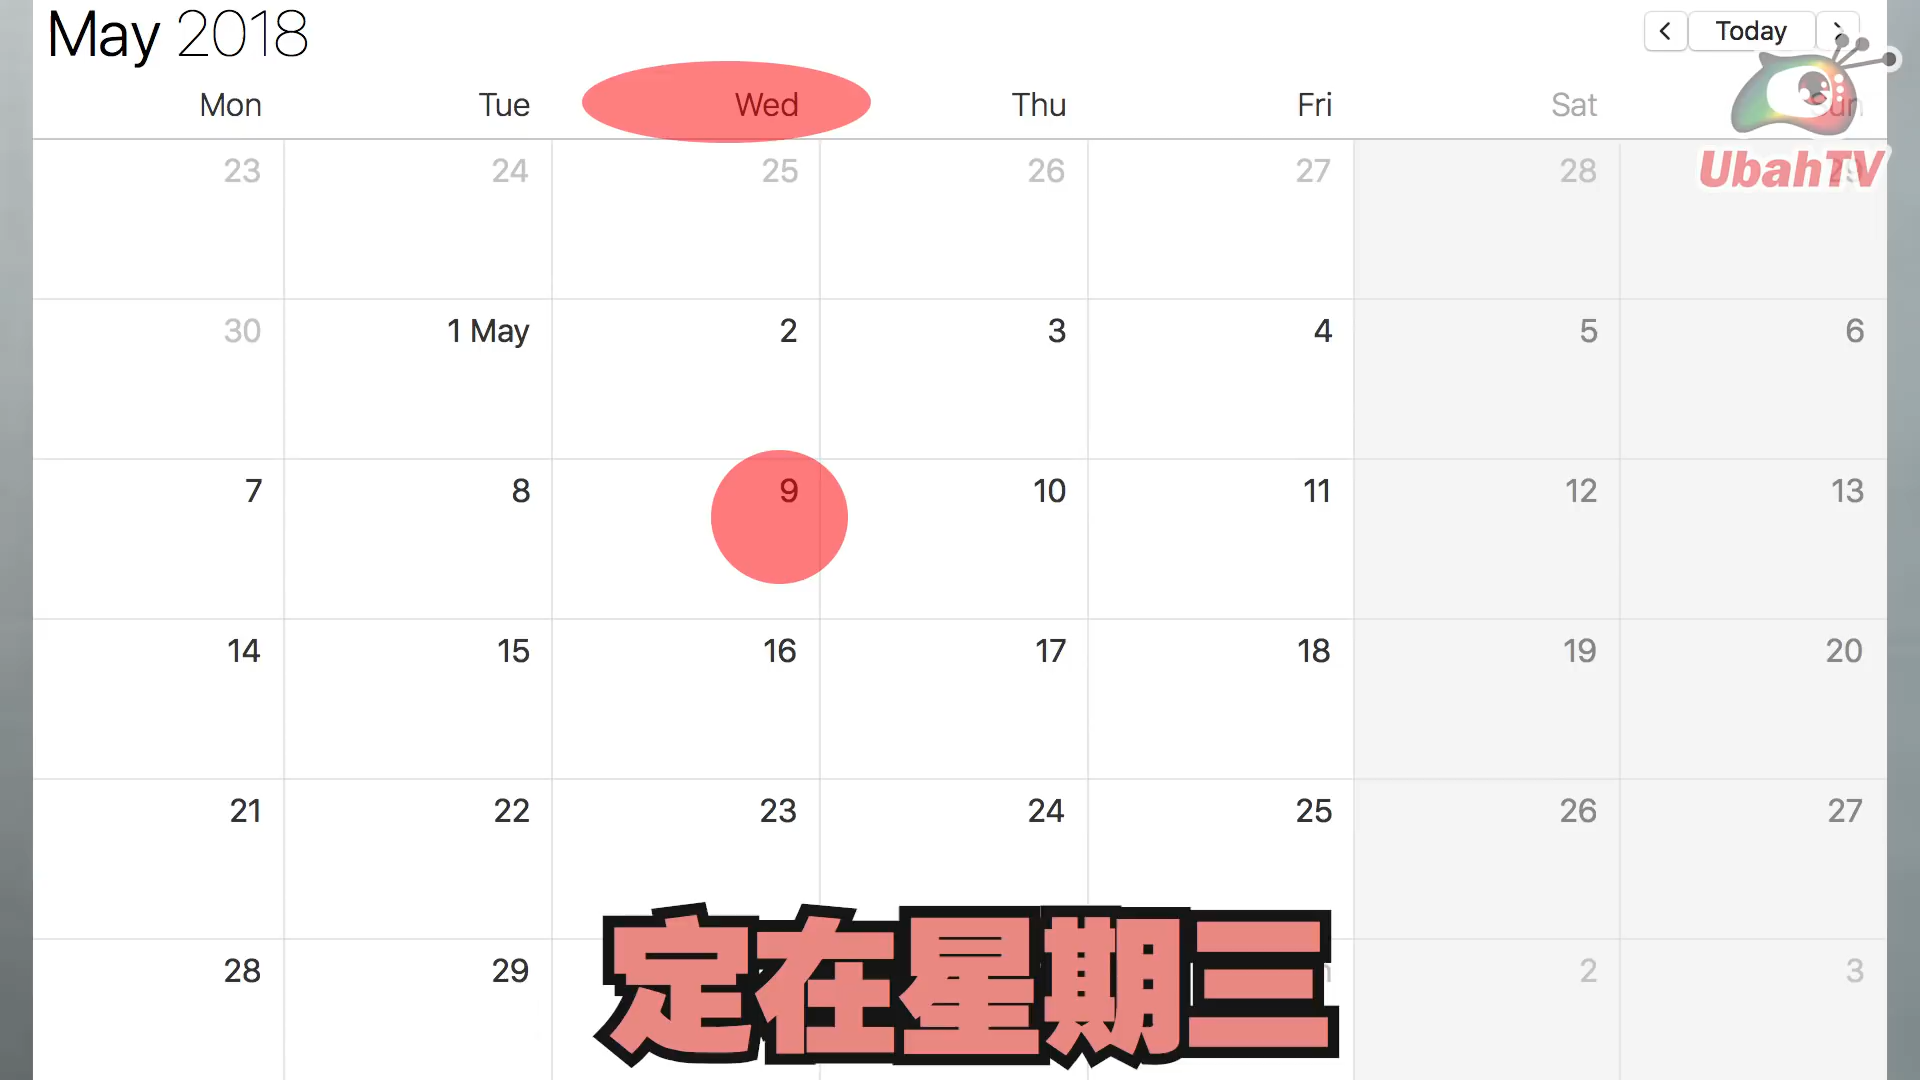 May 2018
Today
Mon Tue Wed Thu Fri Sat Sun
UbahTV
23 24 25 26 27 28 29
30 1 May 2 3 4 5 6
7 8 9 10 11 12 13
14 15 16 17 18 19 20
21 22 23 24 25 26 27
28 29 2 3
定在星期三